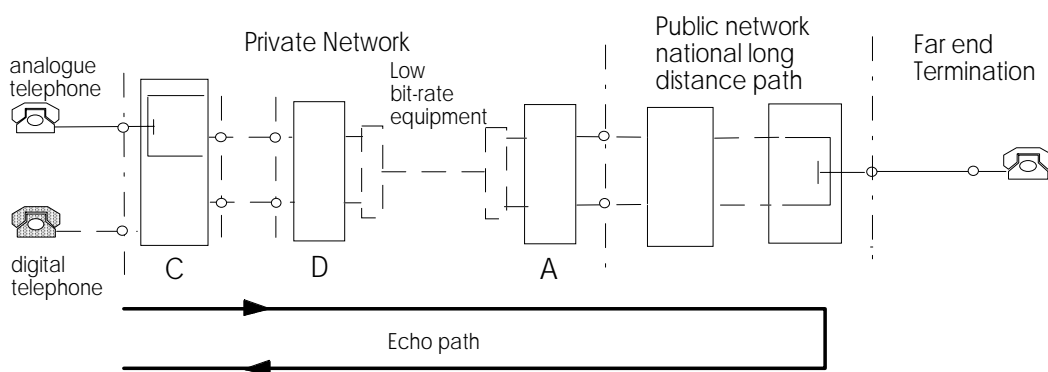 Private Network
Public network
national long
distance path
Far end
Termination
analogue
telephone
Low
bit-rate
equipment
digital
telephone
C
D
A
Echo path